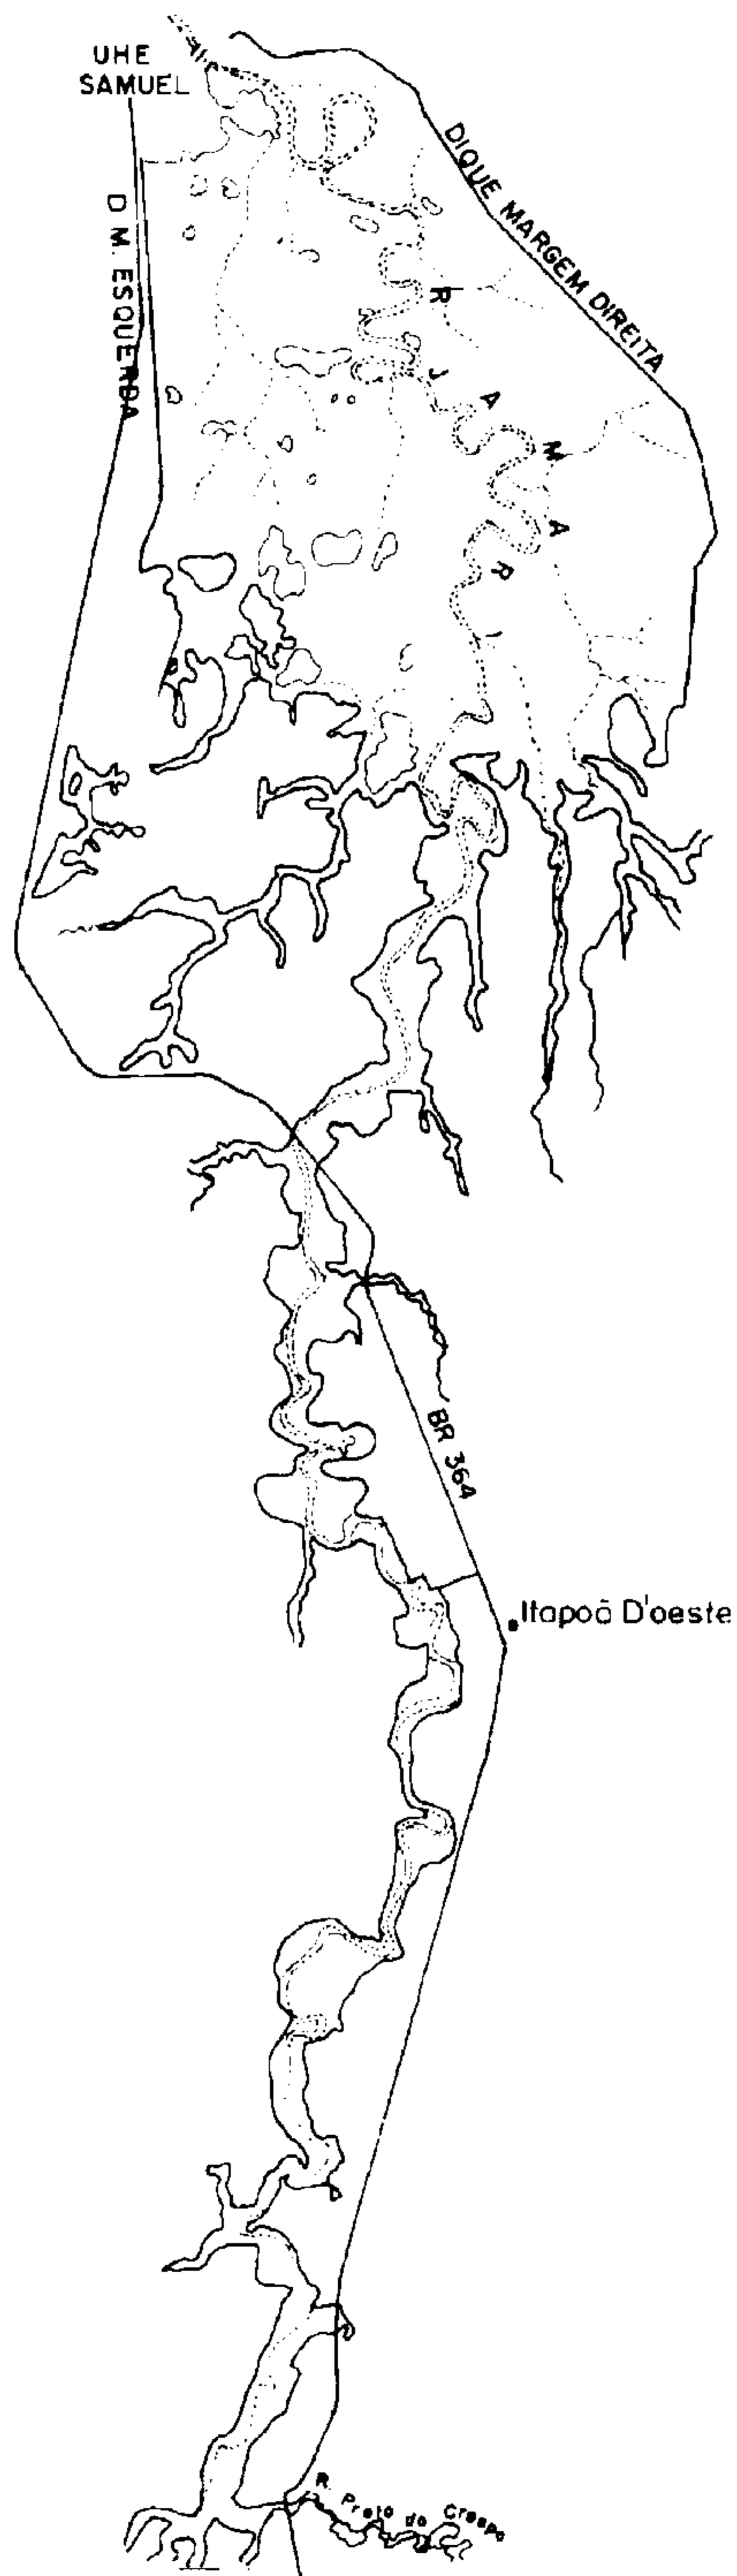 UHE
SAMUEL
DIQUE MARGEM DIREITA
D M. ESQUERDA
R JAMARI
BR 364
Itapoã D'oeste
R. Preto do Crespo